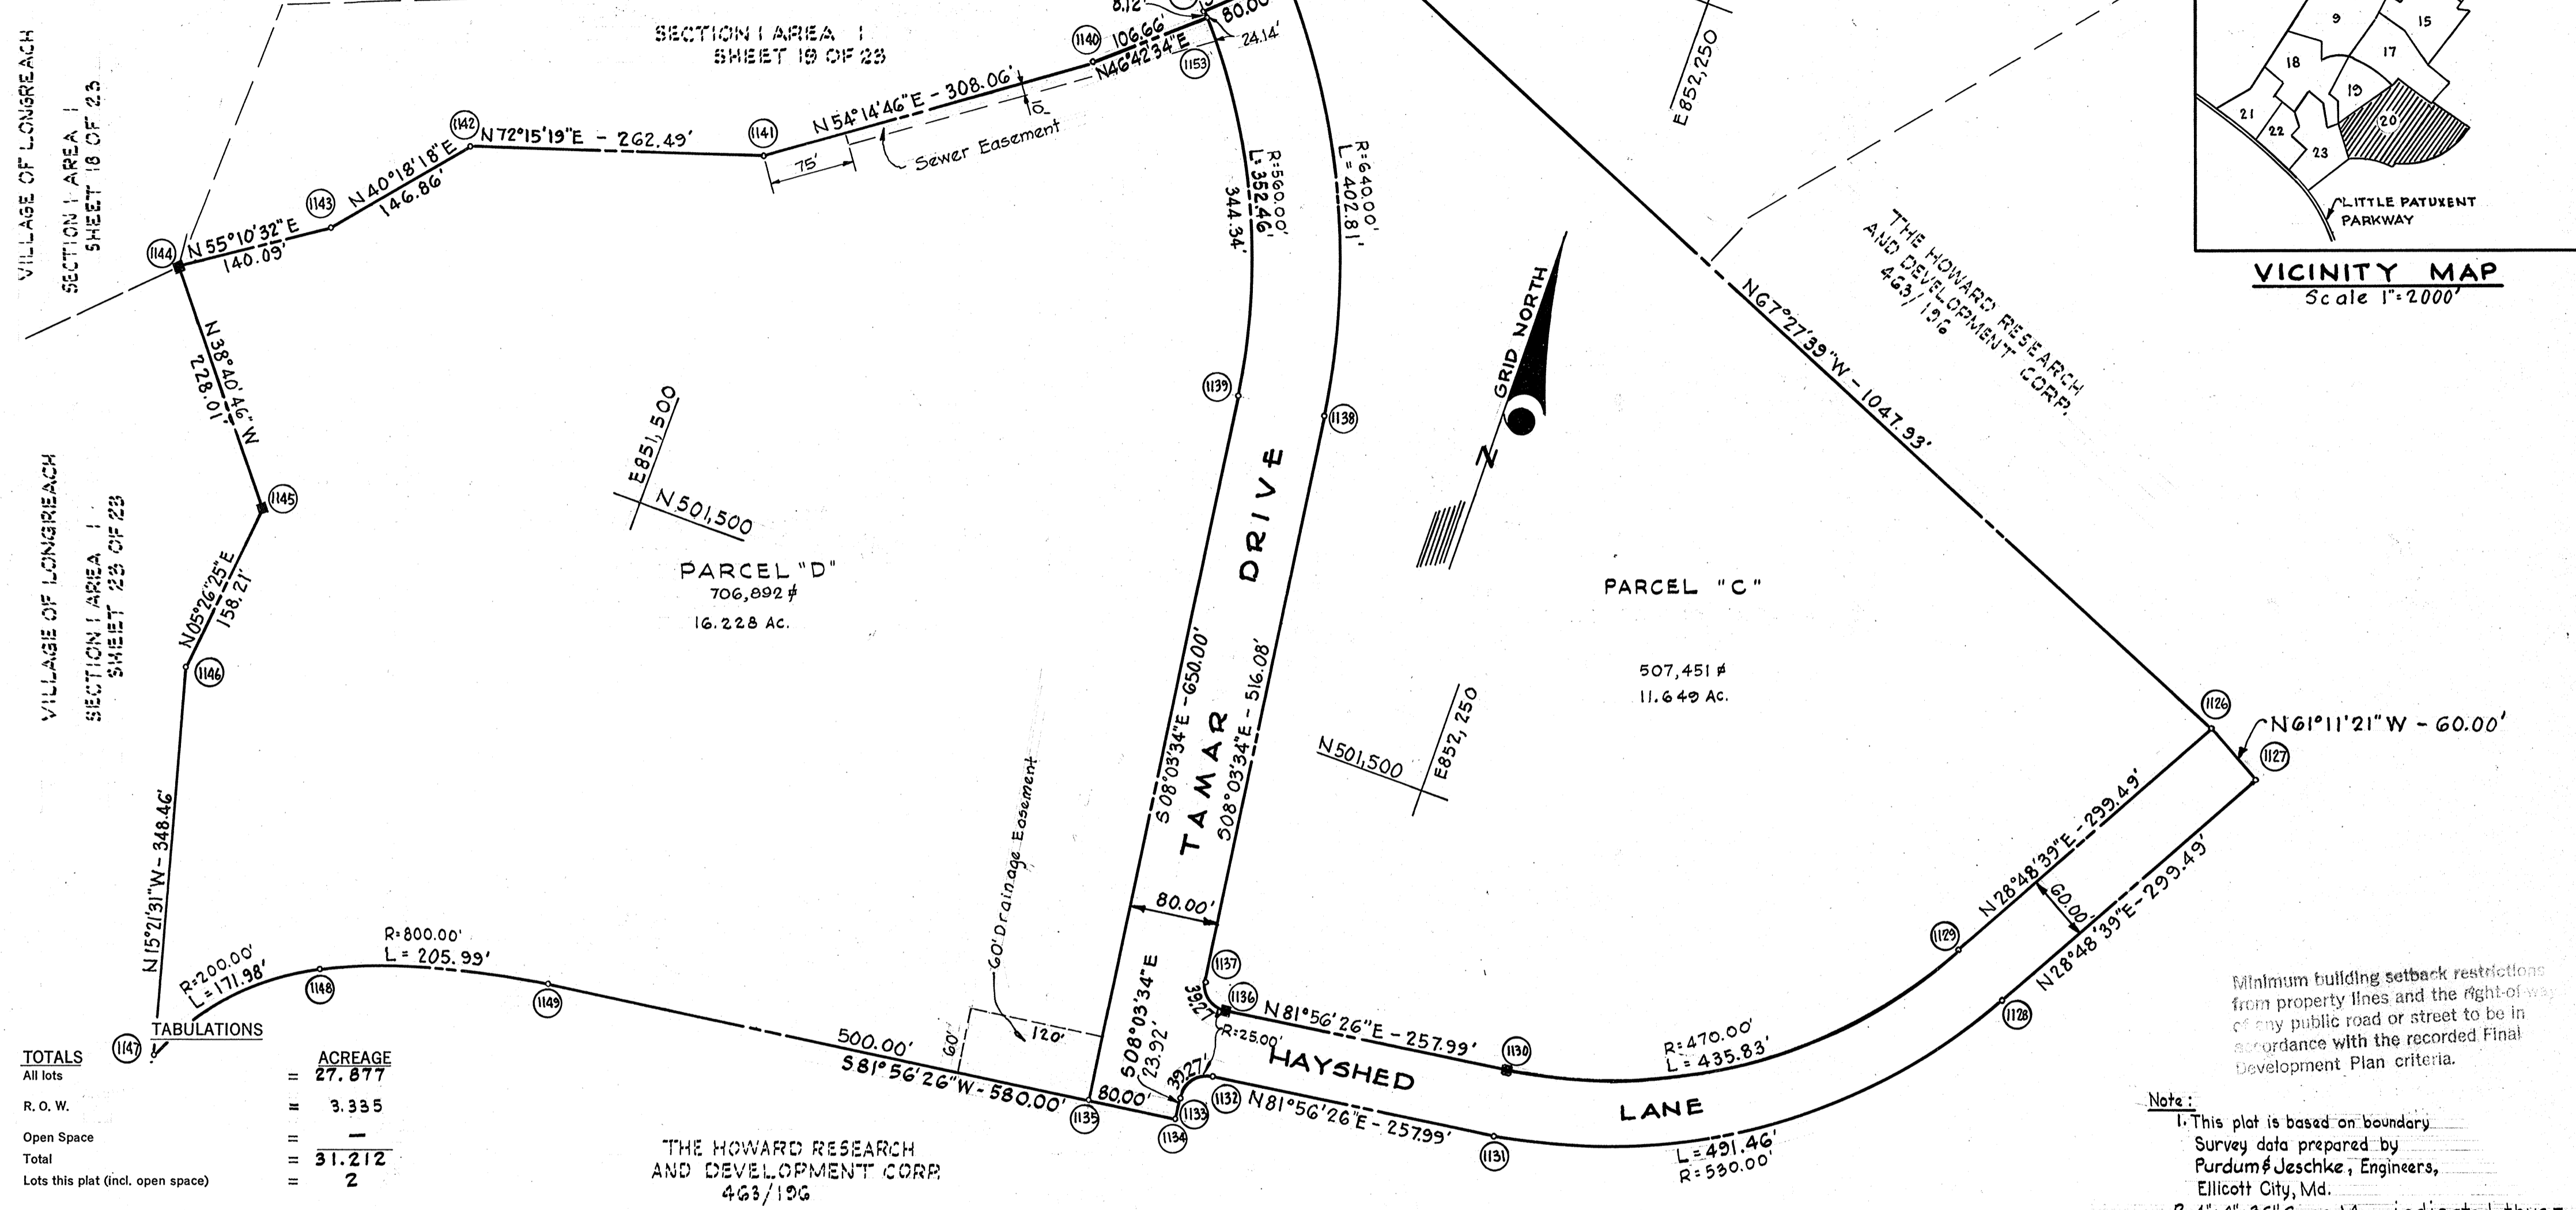 VILLAGE OF LONGREACH
SECTION 1 AREA 1
SHEET 18 OF 23
SECTION 1 AREA 1
SHEET 19 OF 23
8.12'
80.00'
24.14'
1140
106.66'
N46°42'34"E
1153
N54°14'46"E - 308.06'
10'
Sewer Easement
75'
1141
1142
N72°15'19"E - 262.49'
N40°18'18"E
146.86'
1143
1144
N55°10'32"E
140.09'
N38°40'46"W
228.01'
1145
VILLAGE OF LONGREACH
SECTION 1 AREA 1
SHEET 23 OF 23
N05°26'25"E
158.21'
1146
N15°21'31"W - 348.46'
E851,500
N501,500
PARCEL "D"
706,892 ⌿
16.228 AC.
R=560.00'
L=352.46'
344.34'
R=640.00'
L=402.81'
1139
1138
TAMAR DRIVE
S08°03'34"E - 650.00'
S08°03'34"E - 516.08'
GRID NORTH
N
E852,250
THE HOWARD RESEARCH
AND DEVELOPMENT CORP.
463/196
N67°27'39"W - 1047.93'
9
15
17
18
19
20
21
22
23
LITTLE PATUXENT
PARKWAY
VICINITY MAP
Scale 1"=2000'
PARCEL "C"
507,451 ⌿
11.649 AC.
N501,500
E852,250
1126
N61°11'21"W - 60.00'
1127
N28°48'39"E - 299.49'
60.00'
N28°48'39"E - 299.49'
1129
1128
60' Drainage Easement
80.00'
1137
39.27'
1136
R=25.00'
N81°56'26"E - 257.99'
1130
R=470.00'
L=435.83'
HAYSHED LANE
S08°03'34"E
23.92'
39.27'
1132
1133
1134
1135
80.00'
N81°56'26"E - 257.99'
1131
L=491.46'
R=530.00'
60'
120'
500.00'
S81°56'26"W - 580.00'
R=200.00'
L=171.98'
1147
1148
R=800.00'
L=205.99'
1149
TABULATIONS
TOTALS ACREAGE
All lots = 27.877
R.O.W. = 3.335
Open Space = —
Total = 31.212
Lots this plat (incl. open space) = 2
THE HOWARD RESEARCH
AND DEVELOPMENT CORP.
463/196
Minimum building setback restrictions
from property lines and the right-of-way
of any public road or street to be in
accordance with the recorded Final
Development Plan criteria.
Note:
1. This plat is based on boundary
Survey data prepared by
Purdum & Jeschke, Engineers,
Ellicott City, Md.